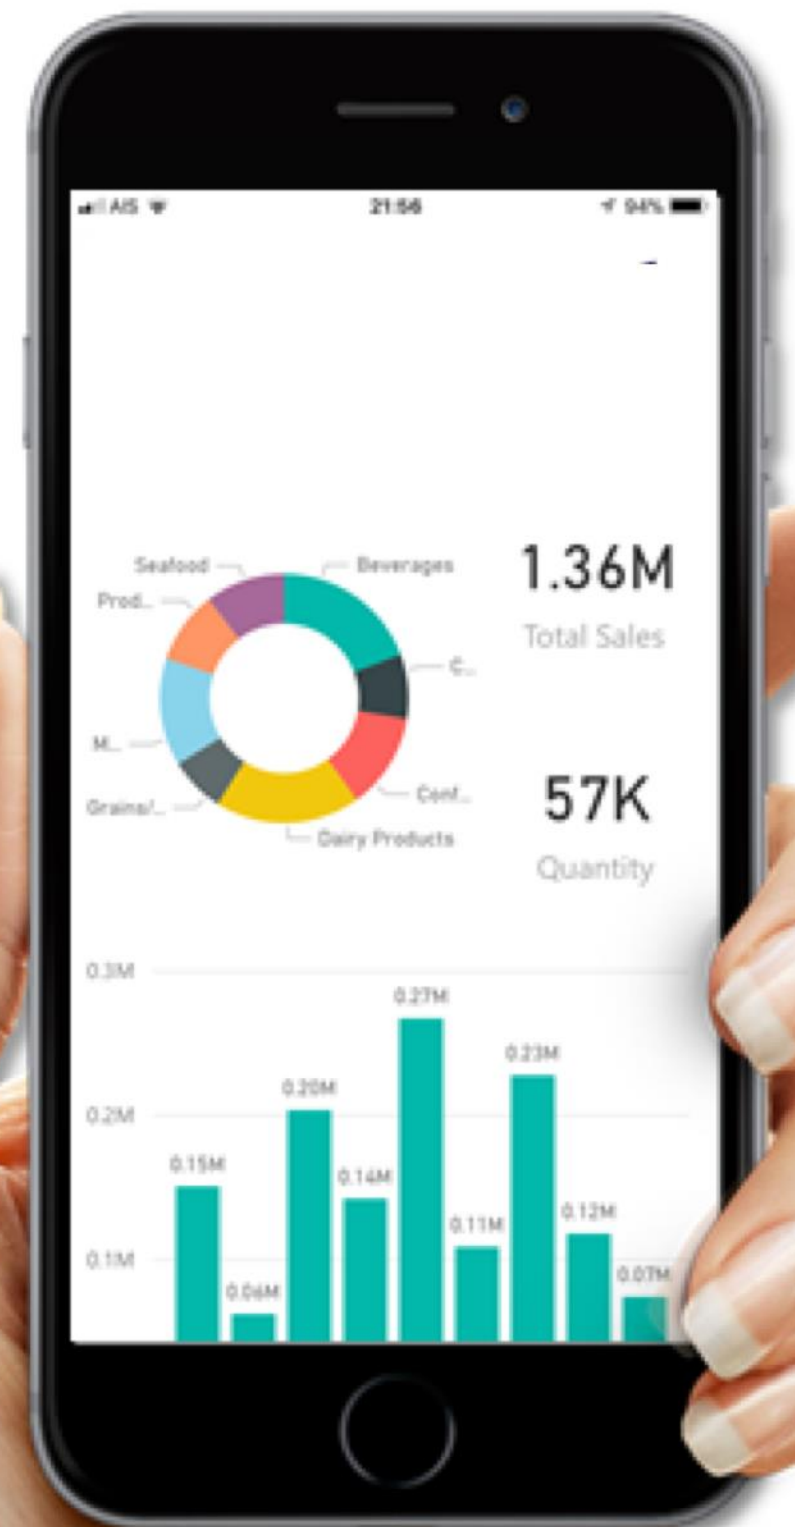 AIS 21:56 94%
Seafood Beverages
Prod...
1.36M
Total Sales
C...
M...
Grains/...
Conf...
Dairy Products
57K
Quantity
0.3M
0.27M
0.23M
0.20M
0.2M
0.15M
0.14M
0.12M
0.11M
0.1M
0.06M
0.07M